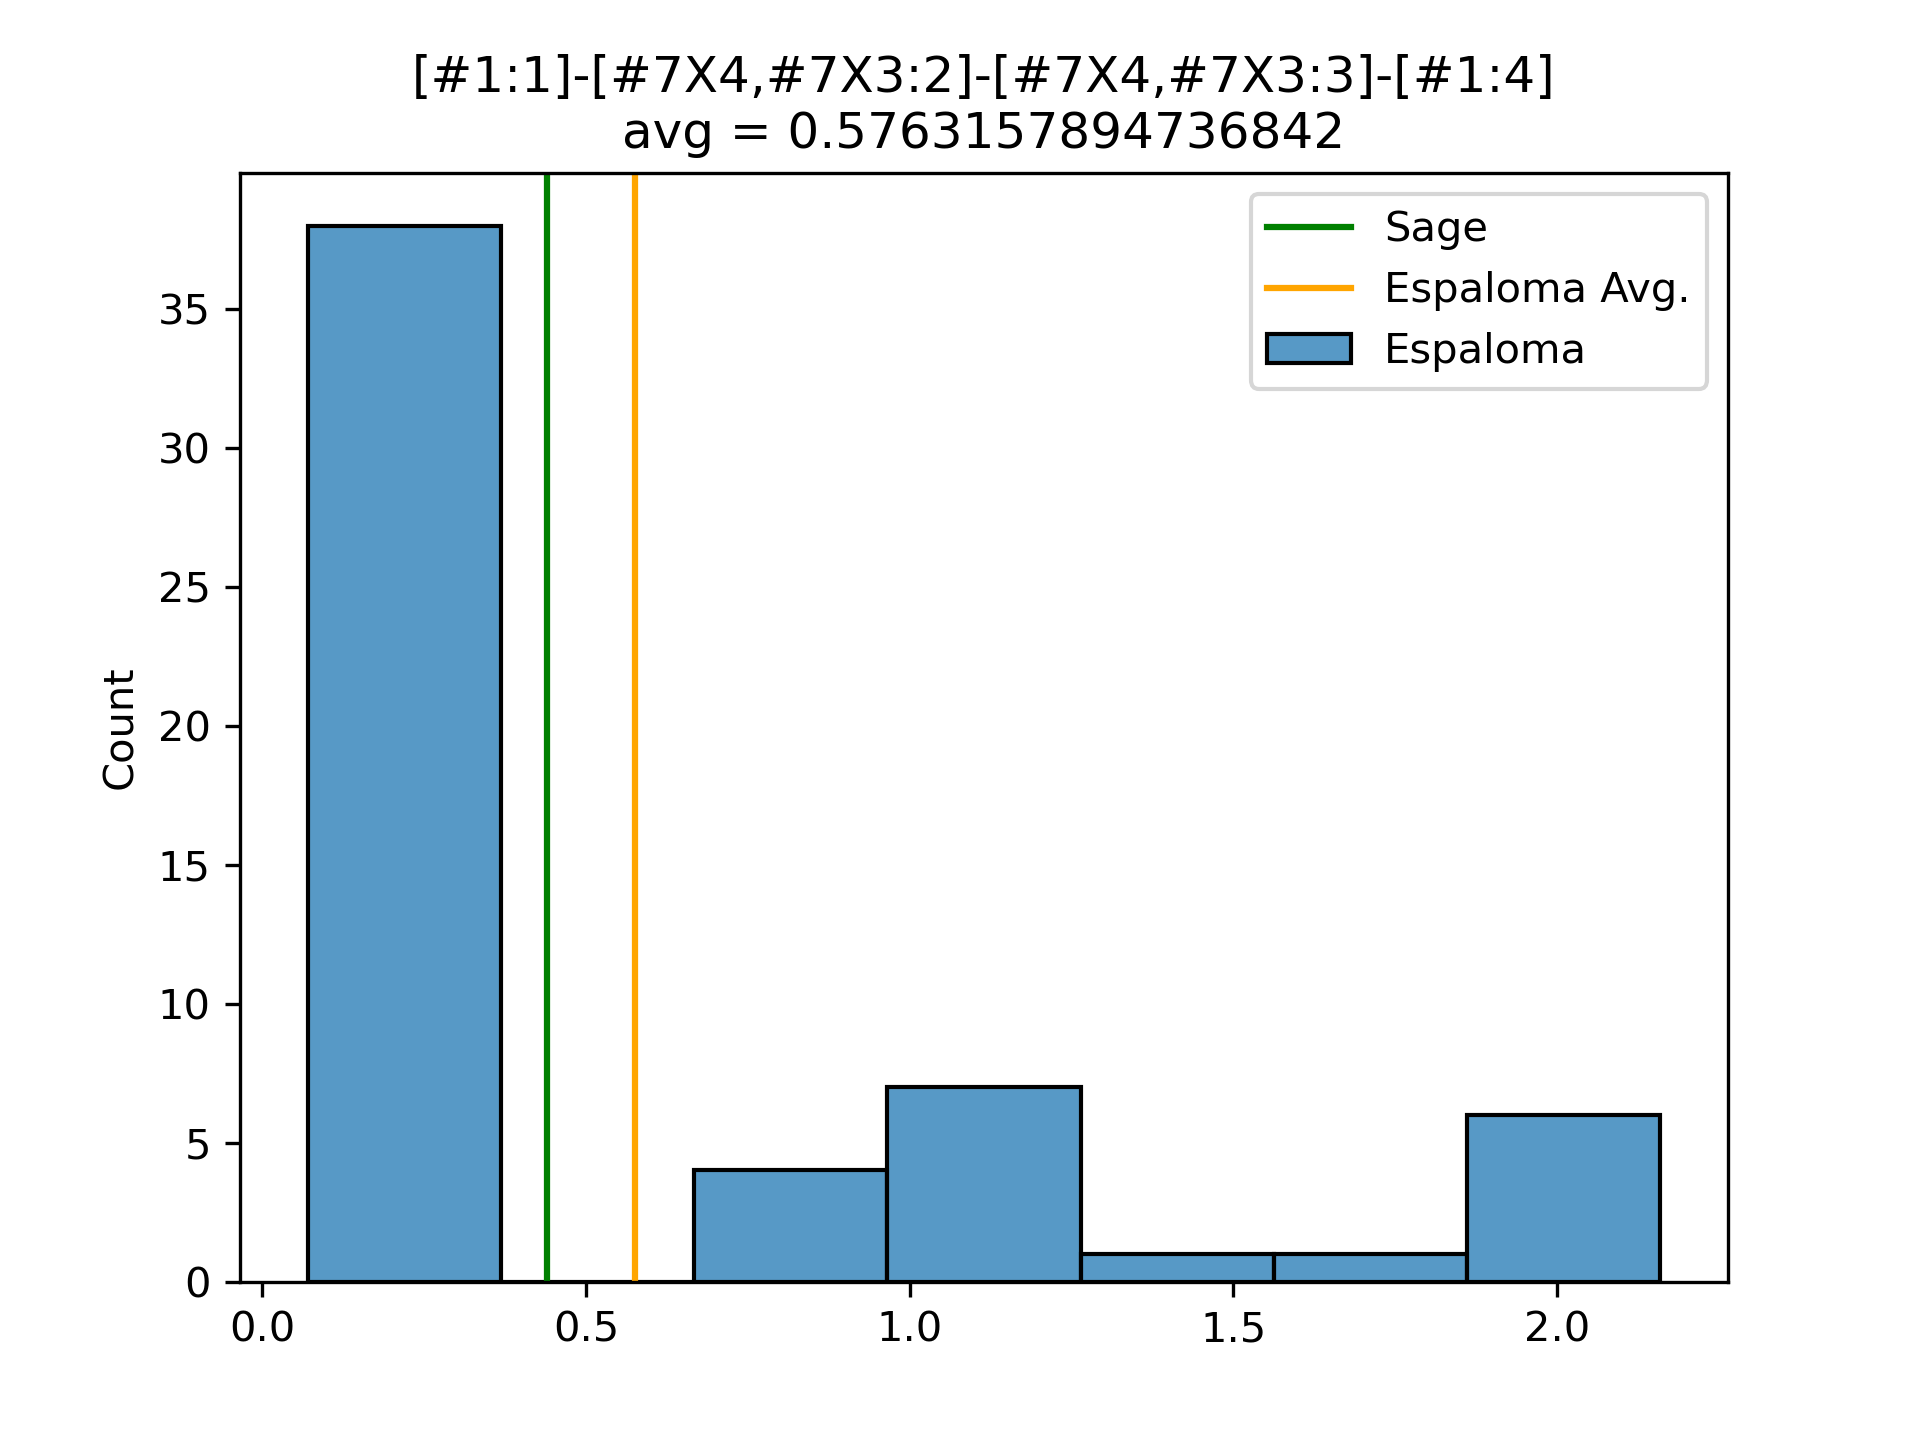 [#1:1]-[#7X4,#7X3:2]-[#7X4,#7X3:3]-[#1:4]
avg = 0.5763157894736842
Sage
Espaloma Avg.
Espaloma
Count
35
30
25
20
15
10
5
0
0.0 0.5 1.0 1.5 2.0